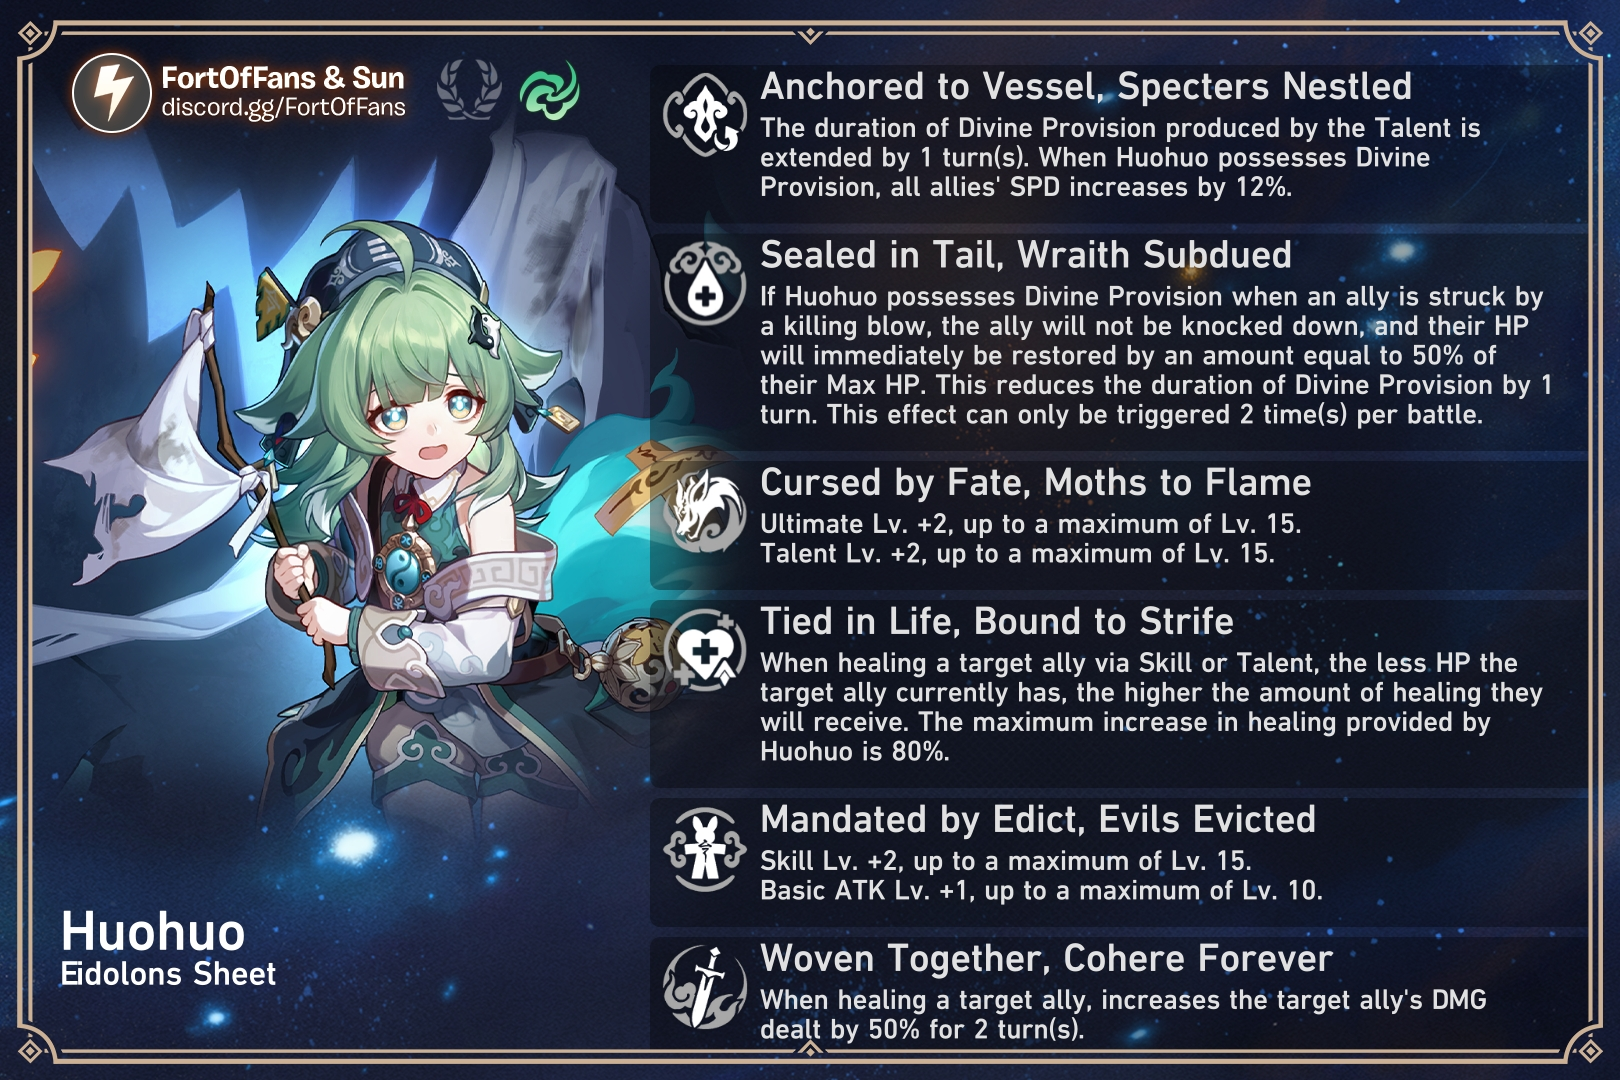 FortOfFans & Sun
discord.gg/FortOfFans
Anchored to Vessel, Specters Nestled
The duration of Divine Provision produced by the Talent is
extended by 1 turn(s). When Huohuo possesses Divine
Provision, all allies' SPD increases by 12%.
Sealed in Tail, Wraith Subdued
If Huohuo possesses Divine Provision when an ally is struck by
a killing blow, the ally will not be knocked down, and their HP
will immediately be restored by an amount equal to 50% of
their Max HP. This reduces the duration of Divine Provision by 1
turn. This effect can only be triggered 2 time(s) per battle.
Cursed by Fate, Moths to Flame
Ultimate Lv. +2, up to a maximum of Lv. 15.
Talent Lv. +2, up to a maximum of Lv. 15.
Tied in Life, Bound to Strife
When healing a target ally via Skill or Talent, the less HP the
target ally currently has, the higher the amount of healing they
will receive. The maximum increase in healing provided by
Huohuo is 80%.
Mandated by Edict, Evils Evicted
Skill Lv. +2, up to a maximum of Lv. 15.
Basic ATK Lv. +1, up to a maximum of Lv. 10.
Woven Together, Cohere Forever
When healing a target ally, increases the target ally's DMG
dealt by 50% for 2 turn(s).
Huohuo
Eidolons Sheet